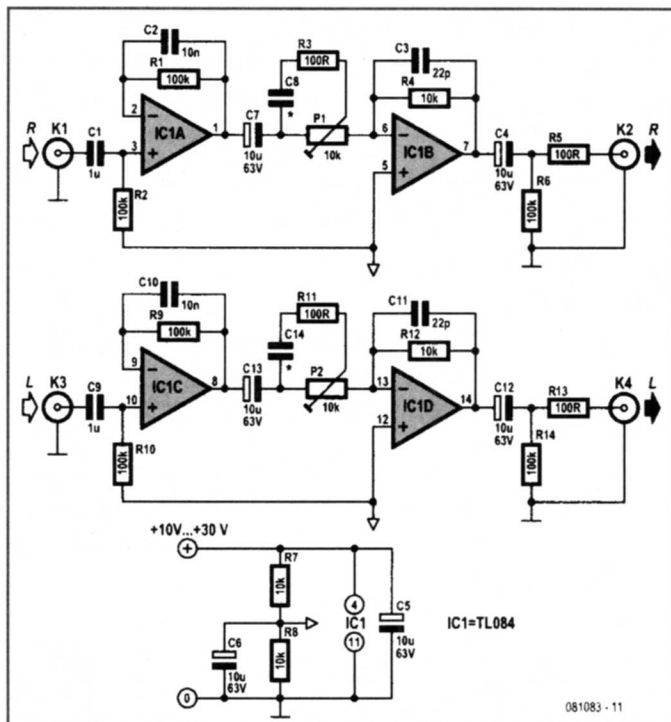 C2
10n
R1
100k
R3
100R
C8
*
C3
22p
R4
10k
R K1
C1
1u
2
3
IC1A
1
C7
10u
63V
P1
10k
6
5
IC1B
7
C4
10u
63V
R5
100R
K2 R
R2
100k
R6
100k
C10
10n
R9
100k
R11
100R
C14
*
C11
22p
R12
10k
L K3
C9
1u
9
10
IC1C
8
C13
10u
63V
P2
10k
13
12
IC1D
14
C12
10u
63V
R13
100R
K4 L
R10
100k
R14
100k
+10V...+30 V
+
R7
10k
4
IC1
11
C5
10u
63V
IC1=TL084
C6
10u
63V
R8
10k
0
081083 - 11